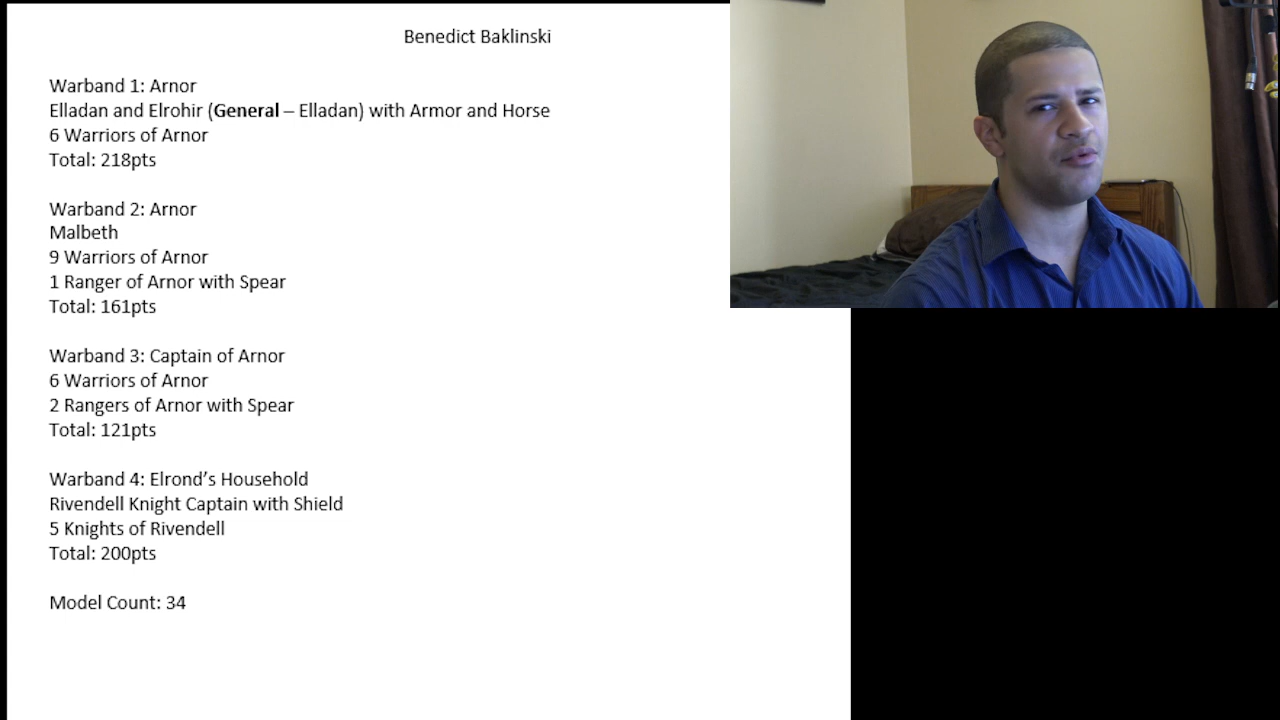 Benedict Baklinski
Warband 1: Arnor
Elladan and Elrohir (General – Elladan) with Armor and Horse
6 Warriors of Arnor
Total: 218pts
Warband 2: Arnor
Malbeth
9 Warriors of Arnor
1 Ranger of Arnor with Spear
Total: 161pts
Warband 3: Captain of Arnor
6 Warriors of Arnor
2 Rangers of Arnor with Spear
Total: 121pts
Warband 4: Elrond’s Household
Rivendell Knight Captain with Shield
5 Knights of Rivendell
Total: 200pts
Model Count: 34